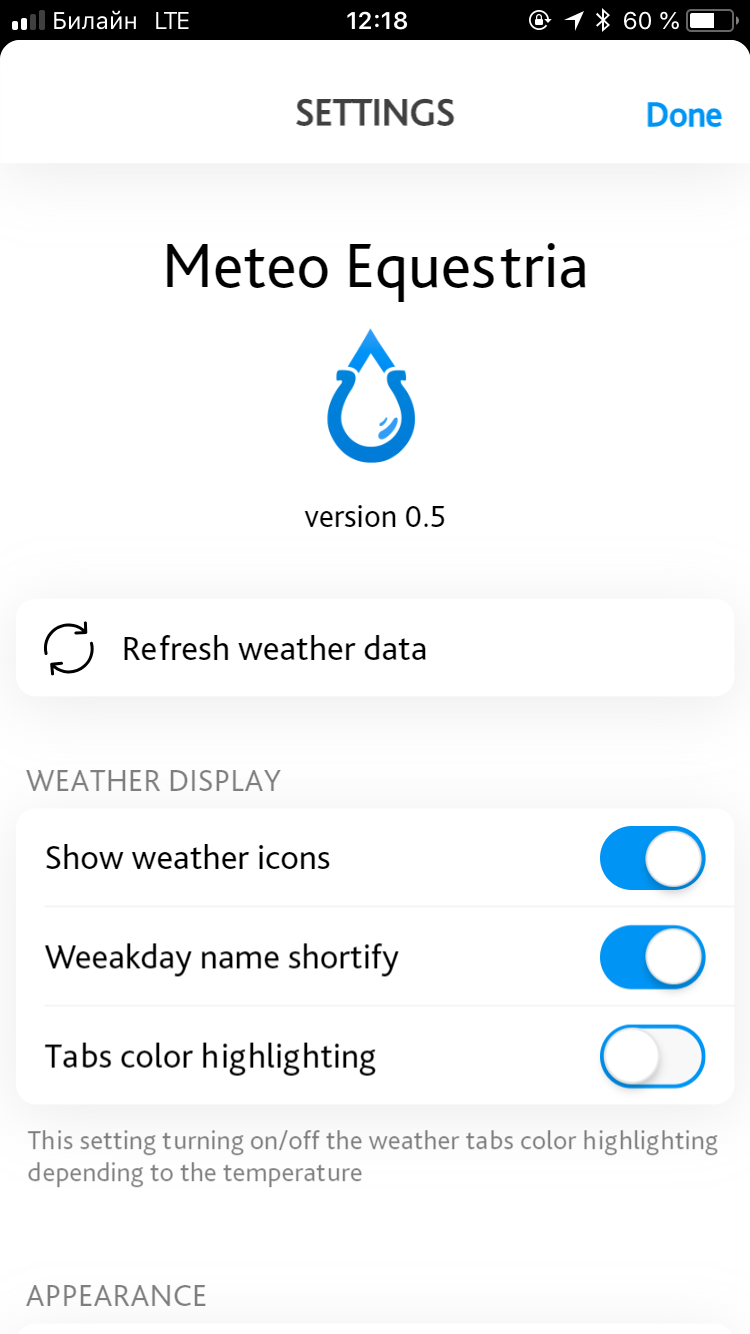 Билайн LTE 12:18 60 %
SETTINGS Done
Meteo Equestria
version 0.5
Refresh weather data
WEATHER DISPLAY
Show weather icons
Weeakday name shortify
Tabs color highlighting
This setting turning on/off the weather tabs color highlighting
depending to the temperature
APPEARANCE